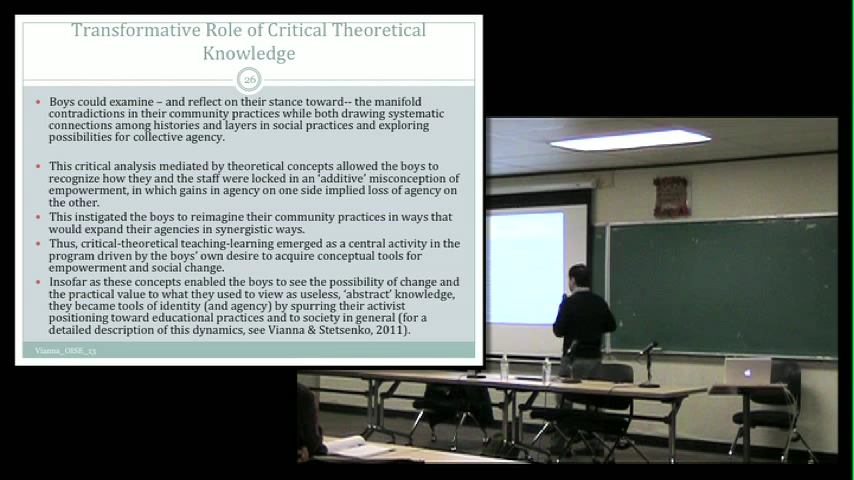 Transformative Role of Critical Theoretical
Knowledge
26
• Boys could examine – and reflect on their stance toward-- the manifold
contradictions in their community practices while both drawing systematic
connections among histories and layers in social practices and exploring
possibilities for collective agency.
• This critical analysis mediated by theoretical concepts allowed the boys to
recognize how they and the staff were locked in an 'additive' misconception of
empowerment, in which gains in agency on one side implied loss of agency on
the other.
• This instigated the boys to reimagine their community practices in ways that
would expand their agencies in synergistic ways.
• Thus, critical-theoretical teaching-learning emerged as a central activity in the
program driven by the boys' own desire to acquire conceptual tools for
empowerment and social change.
• Insofar as these concepts enabled the boys to see the possibility of change and
the practical value to what they used to view as useless, 'abstract' knowledge,
they became tools of identity (and agency) by spurring their activist
positioning toward educational practices and to society in general (for a
detailed description of this dynamics, see Vianna & Stetsenko, 2011).
Vianna_OISE_13